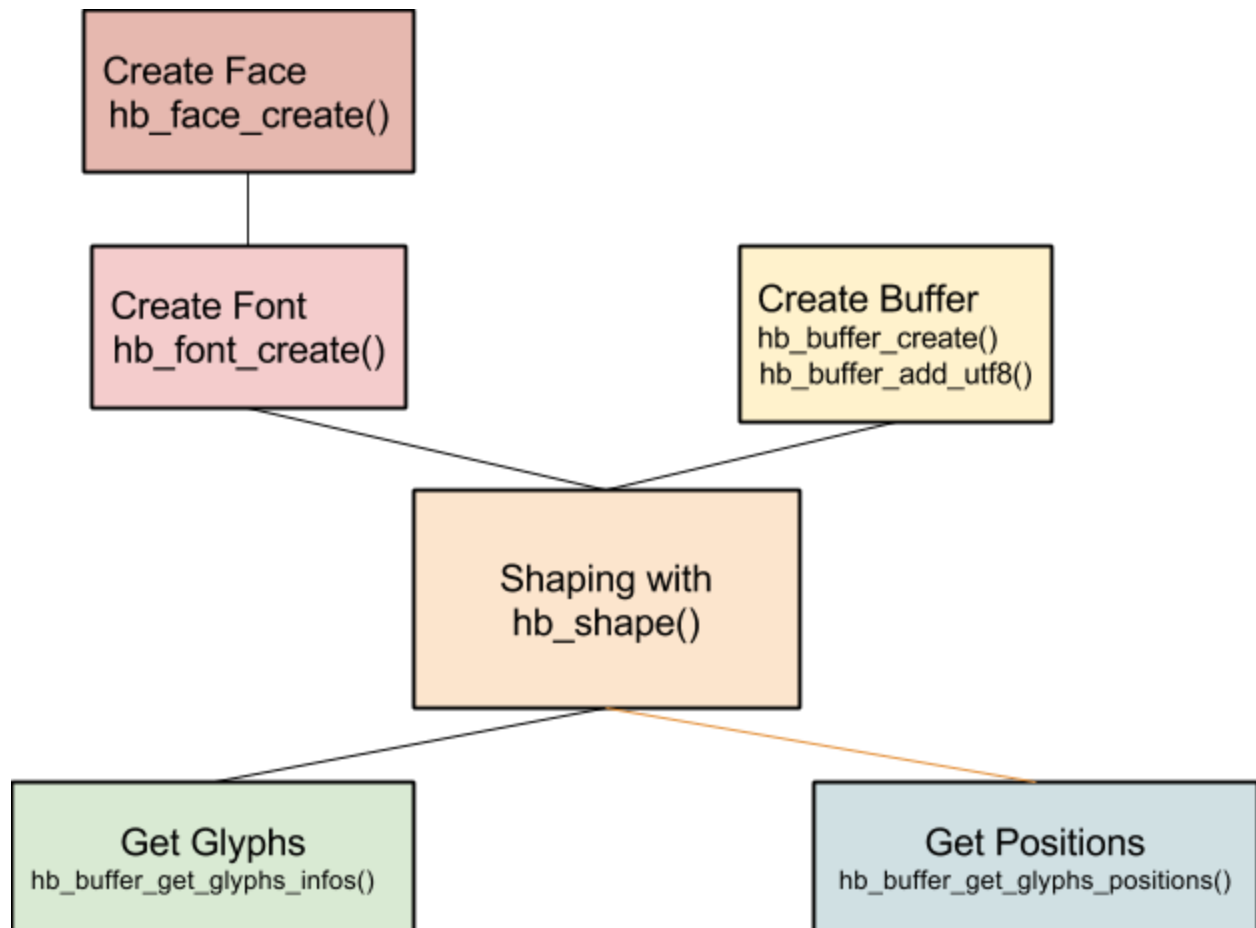 Create Face
hb_face_create()
Create Font
hb_font_create()
Create Buffer
hb_buffer_create()
hb_buffer_add_utf8()
Shaping with
hb_shape()
Get Glyphs
hb_buffer_get_glyphs_infos()
Get Positions
hb_buffer_get_glyphs_positions()